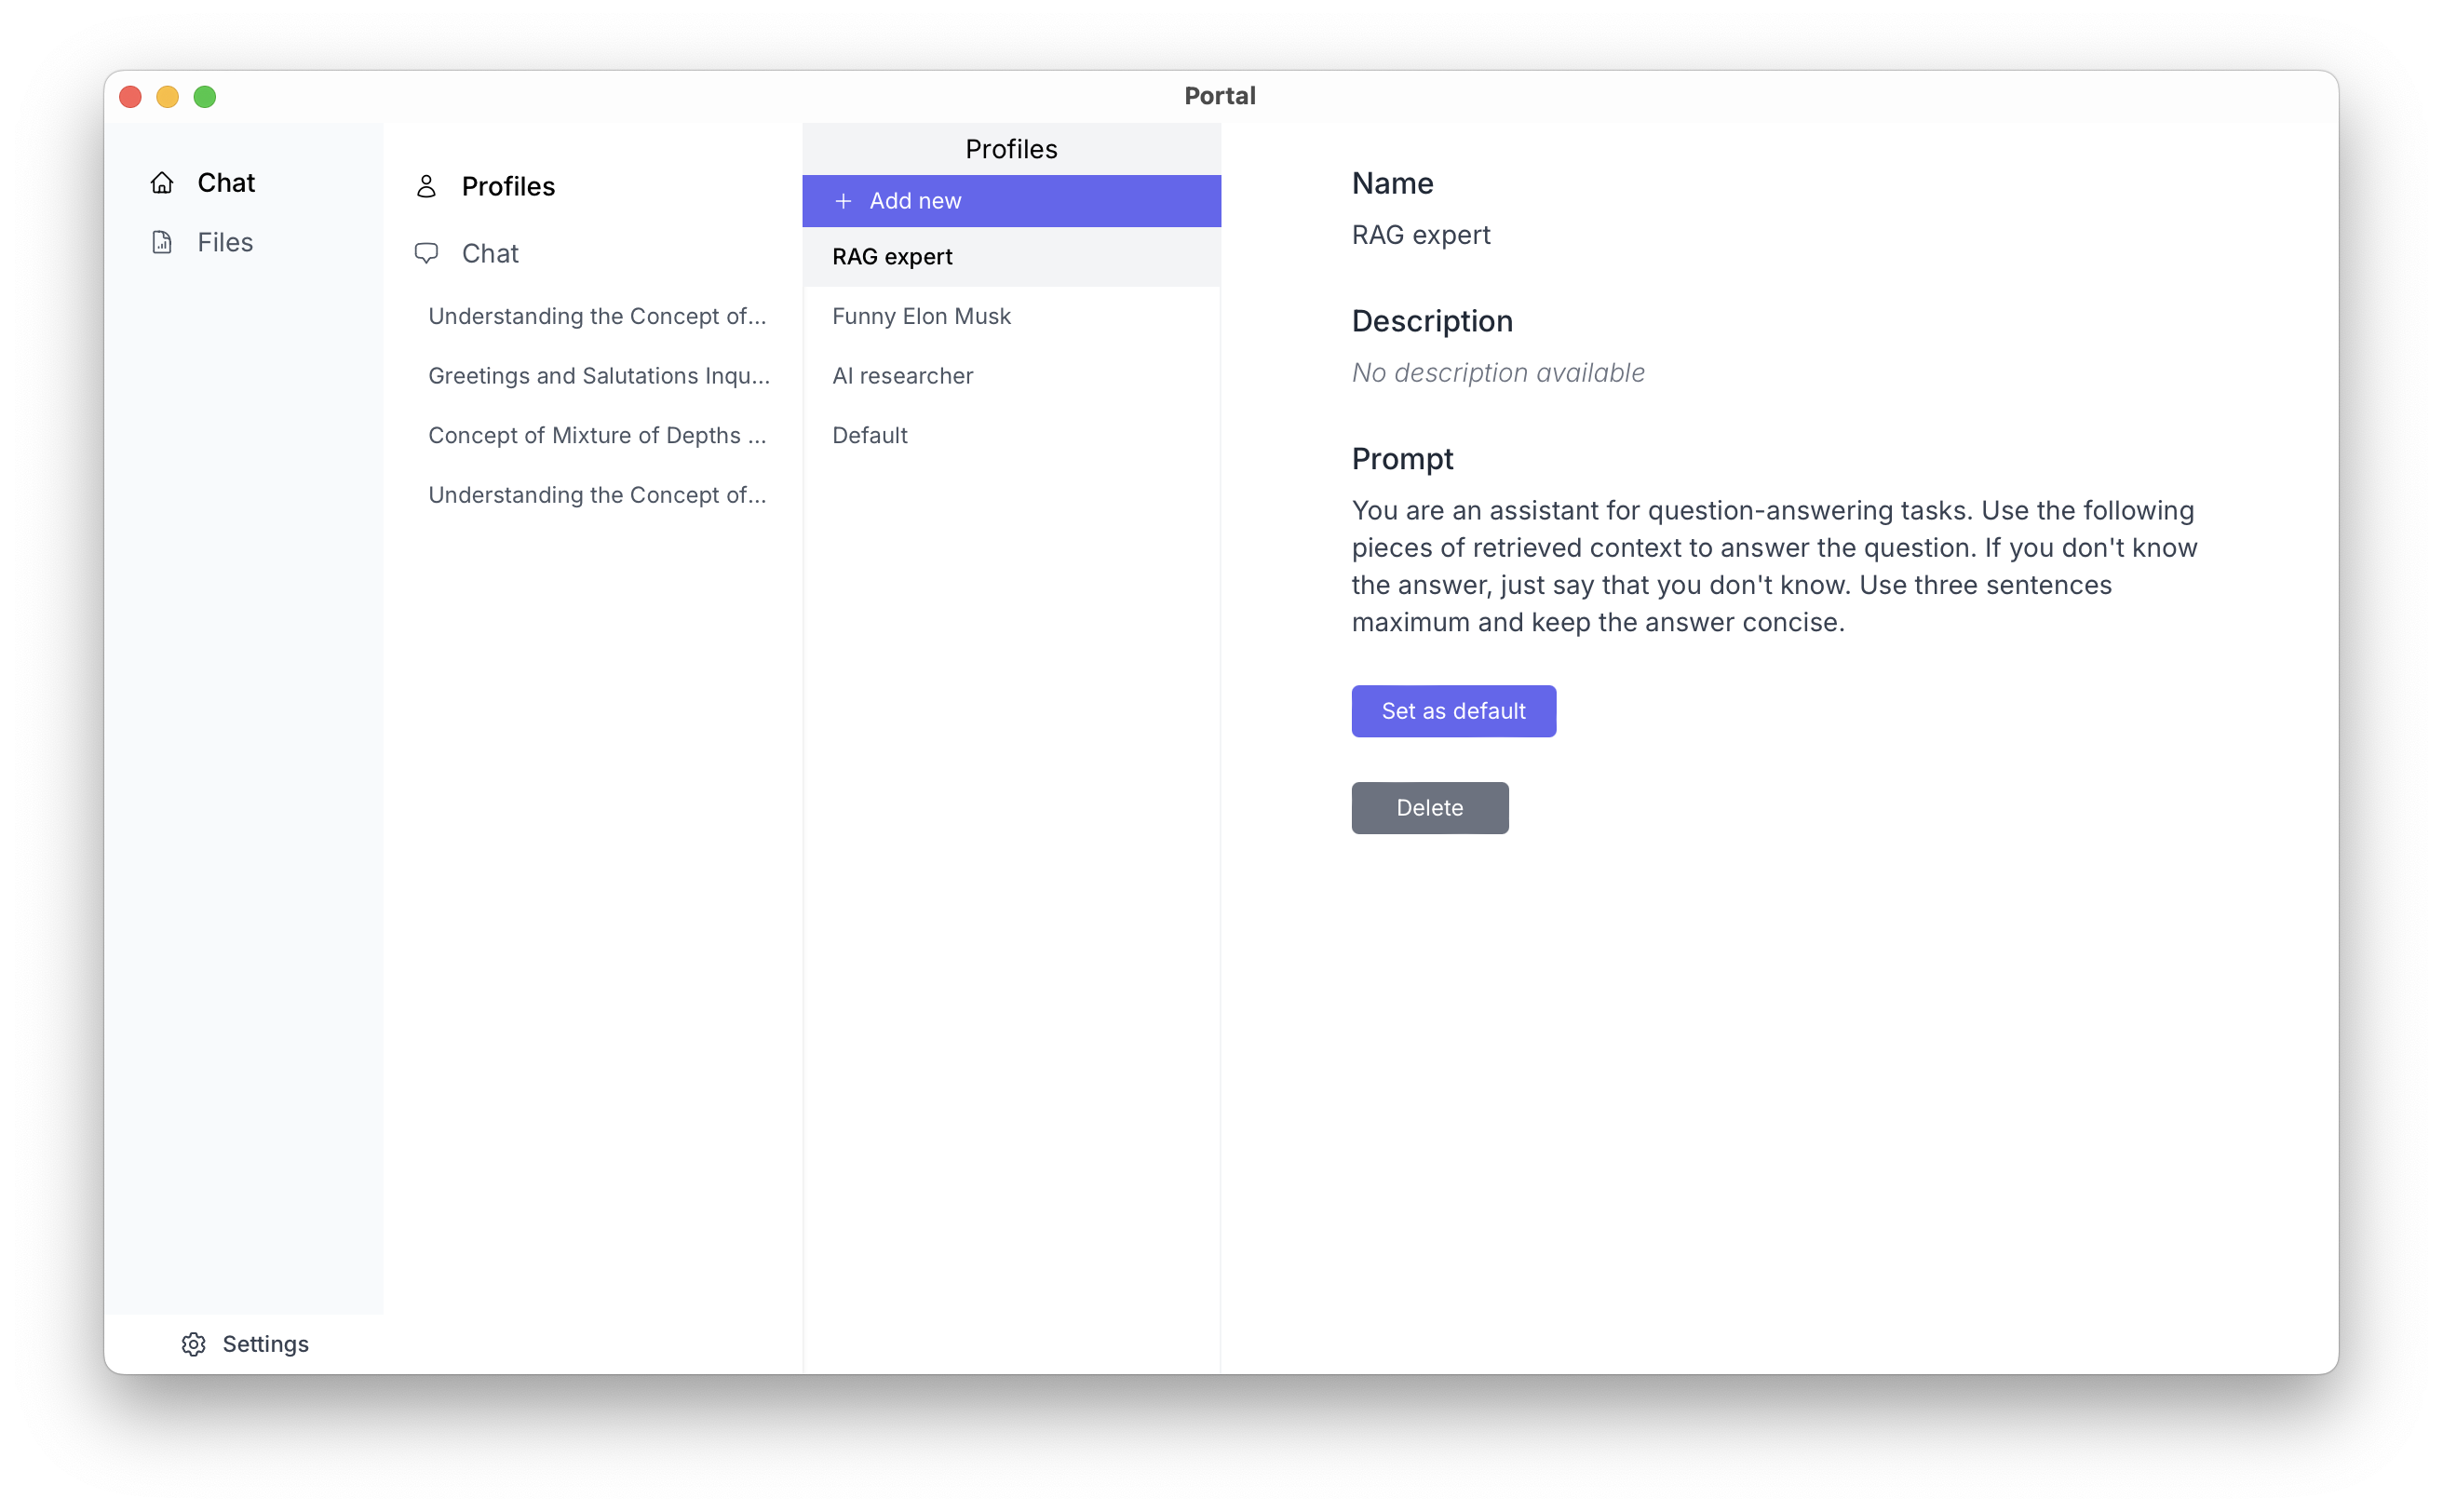 Portal
Chat
Files
Settings
Profiles
Chat
Understanding the Concept of...
Greetings and Salutations Inqu...
Concept of Mixture of Depths ...
Understanding the Concept of...
Profiles
+ Add new
RAG expert
Funny Elon Musk
AI researcher
Default
Name
RAG expert
Description
No description available
Prompt
You are an assistant for question-answering tasks. Use the following
pieces of retrieved context to answer the question. If you don't know
the answer, just say that you don't know. Use three sentences
maximum and keep the answer concise.
Set as default
Delete